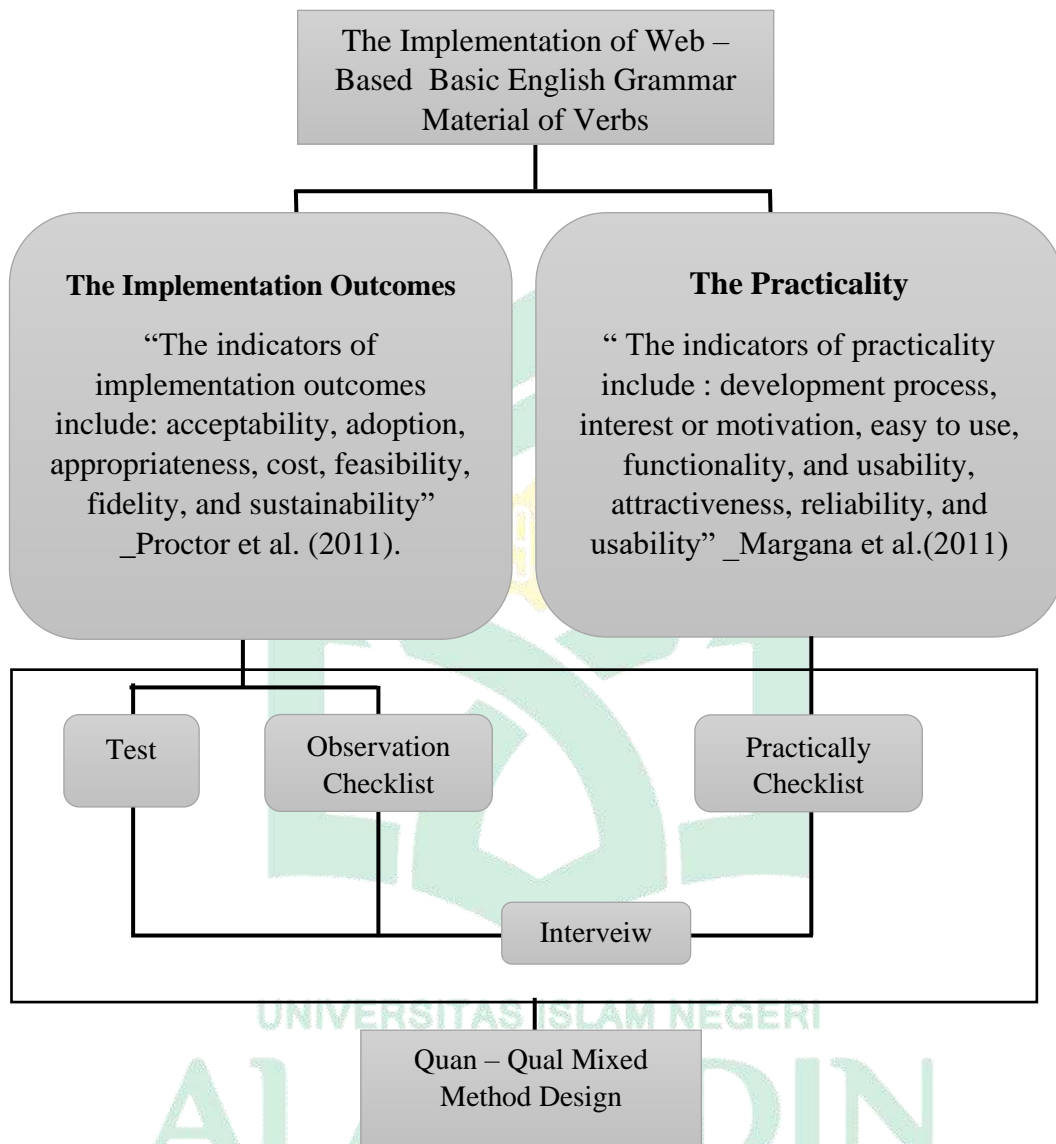 The Implementation of Web –
Based Basic English Grammar
Material of Verbs
The Implementation Outcomes
“The indicators of
implementation outcomes
include: acceptability, adoption,
appropriateness, cost, feasibility,
fidelity, and sustainability”
_Proctor et al. (2011).
The Practicality
“ The indicators of practicality
include : development process,
interest or motivation, easy to use,
functionality, and usability,
attractiveness, reliability, and
usability” _Margana et al.(2011)
Test
Observation
Checklist
Practically
Checklist
Interveiw
UNIVERSITAS ISLAM NEGERI
Quan – Qual Mixed
Method Design